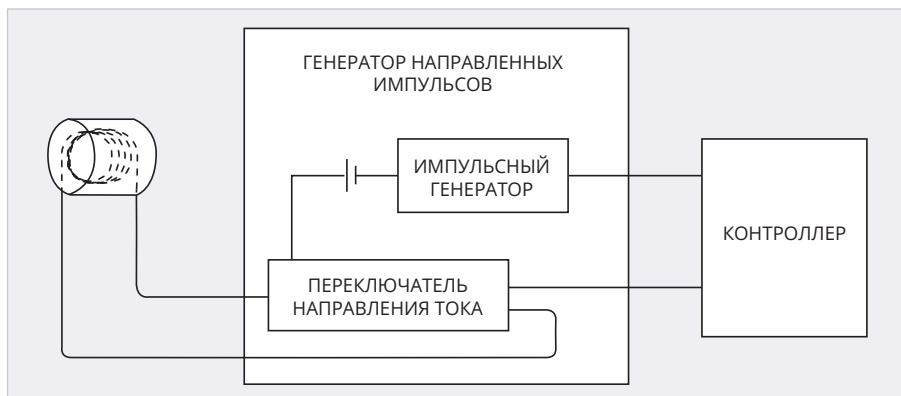 ГЕНЕРАТОР НАПРАВЛЕННЫХ
ИМПУЛЬСОВ
ИМПУЛЬСНЫЙ
ГЕНЕРАТОР
КОНТРОЛЛЕР
ПЕРЕКЛЮЧАТЕЛЬ
НАПРАВЛЕНИЯ ТОКА